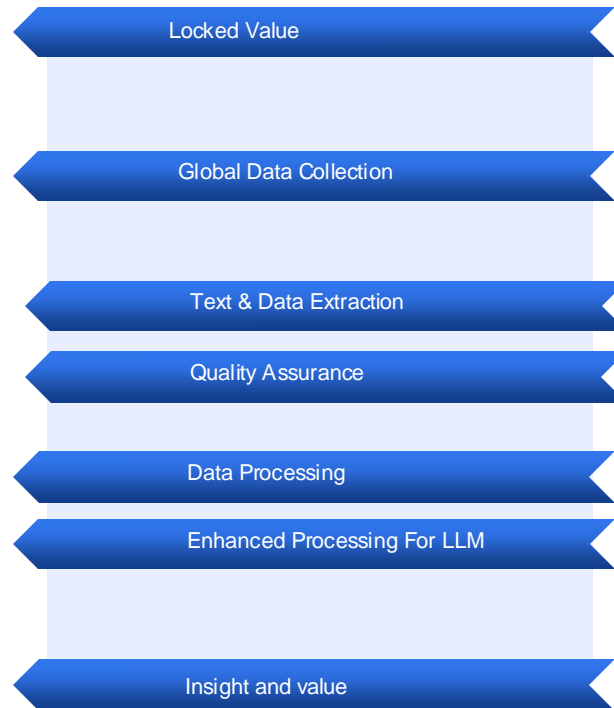 Locked Value
Global Data Collection
Text & Data Extraction
Quality Assurance
Data Processing
Enhanced Processing For LLM
Insight and value